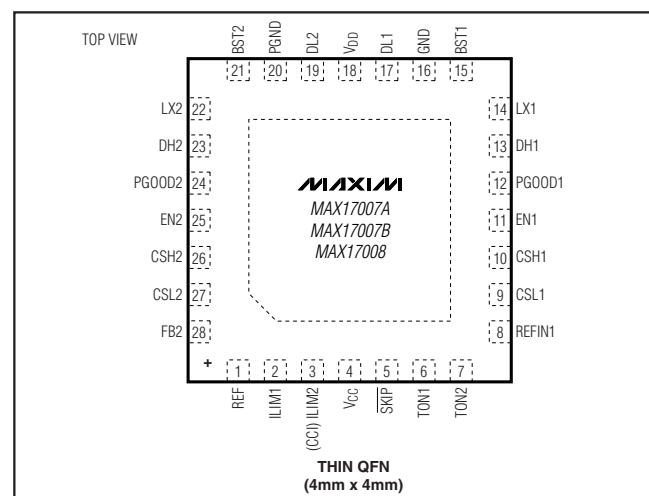 TOP VIEW
BST2 PGND DL2 VDD DL1 GND BST1
21 20 19 18 17 16 15
LX2 22 14 LX1
DH2 23 13 DH1
PGOOD2 24 12 PGOOD1
MAXIM
MAX17007A
MAX17007B
MAX17008
EN2 25 11 EN1
CSH2 26 10 CSH1
CSL2 27 9 CSL1
FB2 28 8 REFIN1
+
1 2 3 4 5 6 7
REF ILIM1 (CCI) ILIM2 VCC SKIP TON1 TON2
THIN QFN
(4mm x 4mm)